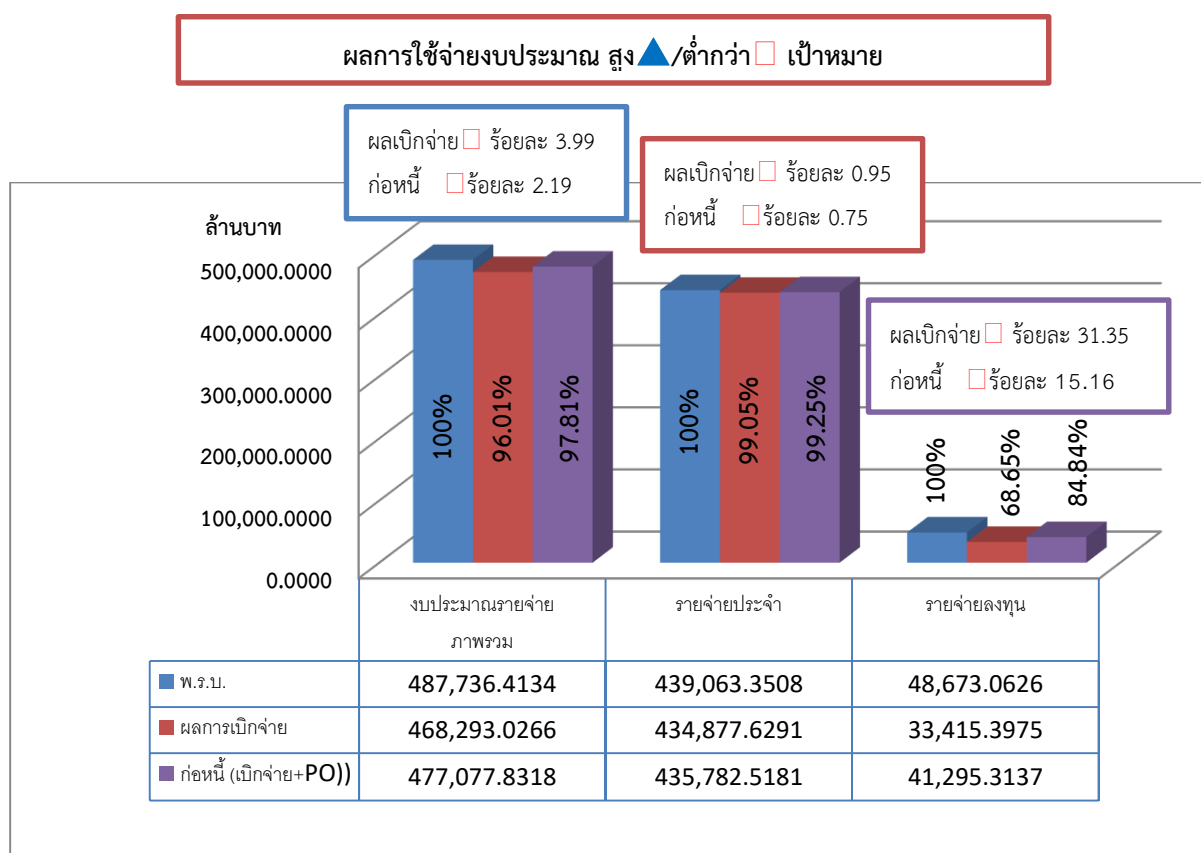 ผลการใช้จ่ายงบประมาณ สูง▲/ต่ำกว่า□ เป้าหมาย
ผลเบิกจ่าย□ ร้อยละ 3.99
ก่อหนี้ □ร้อยละ 2.19
ผลเบิกจ่าย□ ร้อยละ 0.95
ก่อหนี้ □ร้อยละ 0.75
ผลเบิกจ่าย□ ร้อยละ 31.35
ก่อหนี้ □ร้อยละ 15.16
ล้านบาท
500,000.0000
400,000.0000
300,000.0000
200,000.0000
100,000.0000
0.0000
100%
96.01%
97.81%
100%
99.05%
99.25%
100%
68.65%
84.84%
งบประมาณรายจ่าย
ภาพรวม
รายจ่ายประจำ
รายจ่ายลงทุน
พ.ร.บ. 487,736.4134 439,063.3508 48,673.0626
ผลการเบิกจ่าย 468,293.0266 434,877.6291 33,415.3975
ก่อหนี้ (เบิกจ่าย+PO)) 477,077.8318 435,782.5181 41,295.3137